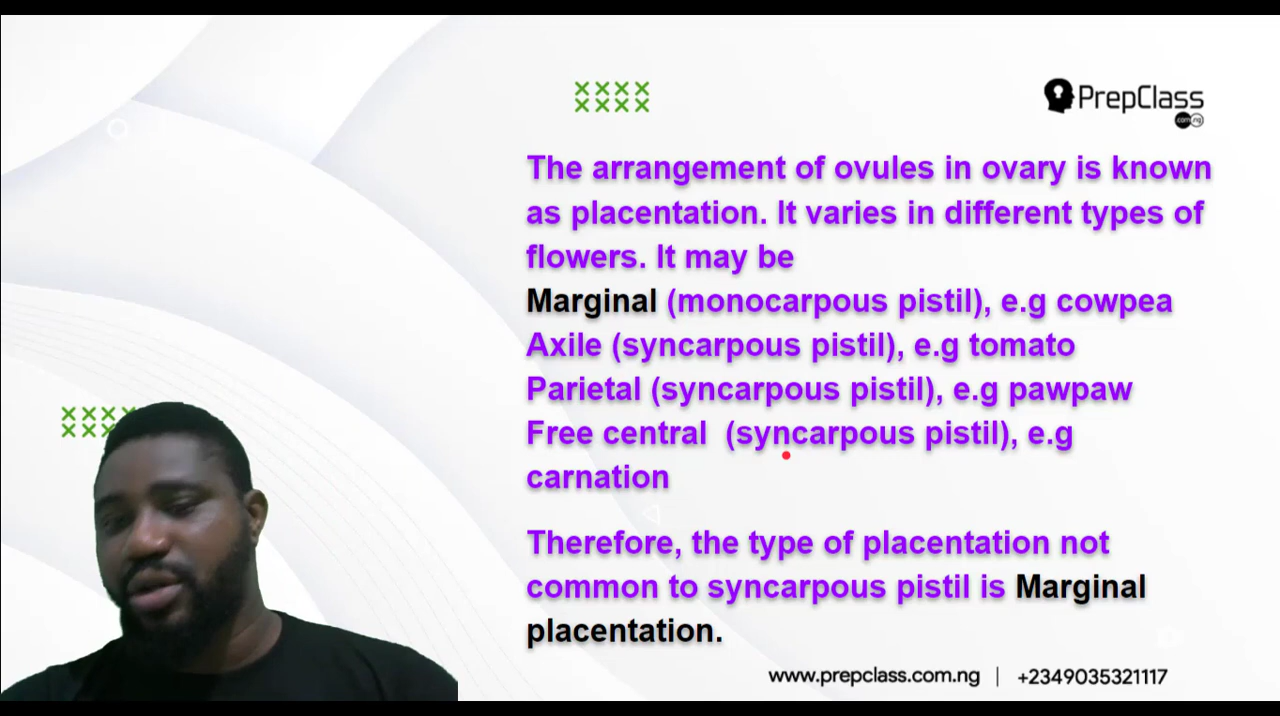 PrepClass
.com.ng
The arrangement of ovules in ovary is known
as placentation. It varies in different types of
flowers. It may be
Marginal (monocarpous pistil), e.g cowpea
Axile (syncarpous pistil), e.g tomato
Parietal (syncarpous pistil), e.g pawpaw
Free central (syncarpous pistil), e.g
carnation
Therefore, the type of placentation not
common to syncarpous pistil is Marginal
placentation.
www.prepclass.com.ng | +2349035321117